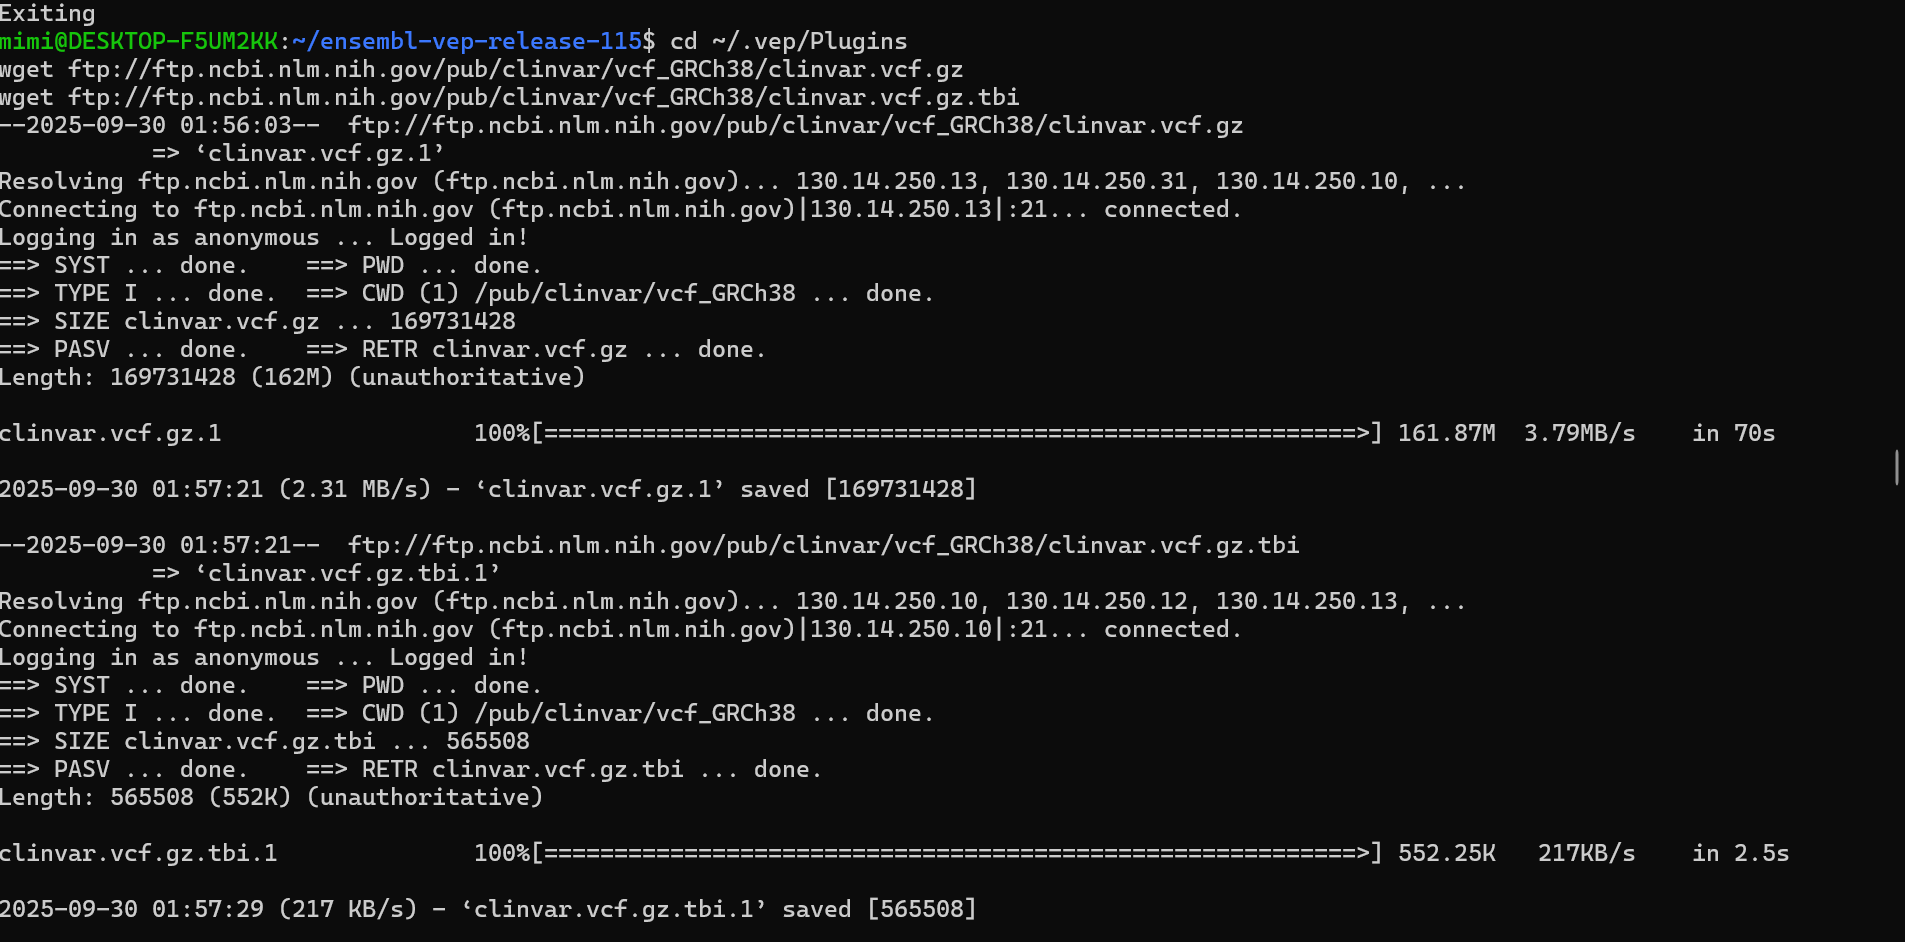 Exiting
mimi@DESKTOP-F5UM2KK:~/ensembl-vep-release-115$ cd ~/.vep/Plugins
wget ftp://ftp.ncbi.nlm.nih.gov/pub/clinvar/vcf_GRCh38/clinvar.vcf.gz
wget ftp://ftp.ncbi.nlm.nih.gov/pub/clinvar/vcf_GRCh38/clinvar.vcf.gz.tbi
--2025-09-30 01:56:03--  ftp://ftp.ncbi.nlm.nih.gov/pub/clinvar/vcf_GRCh38/clinvar.vcf.gz
           => ‘clinvar.vcf.gz.1’
Resolving ftp.ncbi.nlm.nih.gov (ftp.ncbi.nlm.nih.gov)... 130.14.250.13, 130.14.250.31, 130.14.250.10, ...
Connecting to ftp.ncbi.nlm.nih.gov (ftp.ncbi.nlm.nih.gov)|130.14.250.13|:21... connected.
Logging in as anonymous ... Logged in!
==> SYST ... done.    ==> PWD ... done.
==> TYPE I ... done.  ==> CWD (1) /pub/clinvar/vcf_GRCh38 ... done.
==> SIZE clinvar.vcf.gz ... 169731428
==> PASV ... done.    ==> RETR clinvar.vcf.gz ... done.
Length: 169731428 (162M) (unauthoritative)
clinvar.vcf.gz.1                  100%[==========================================================>] 161.87M  3.79MB/s    in 70s
2025-09-30 01:57:21 (2.31 MB/s) - ‘clinvar.vcf.gz.1’ saved [169731428]
--2025-09-30 01:57:21--  ftp://ftp.ncbi.nlm.nih.gov/pub/clinvar/vcf_GRCh38/clinvar.vcf.gz.tbi
           => ‘clinvar.vcf.gz.tbi.1’
Resolving ftp.ncbi.nlm.nih.gov (ftp.ncbi.nlm.nih.gov)... 130.14.250.10, 130.14.250.12, 130.14.250.13, ...
Connecting to ftp.ncbi.nlm.nih.gov (ftp.ncbi.nlm.nih.gov)|130.14.250.10|:21... connected.
Logging in as anonymous ... Logged in!
==> SYST ... done.    ==> PWD ... done.
==> TYPE I ... done.  ==> CWD (1) /pub/clinvar/vcf_GRCh38 ... done.
==> SIZE clinvar.vcf.gz.tbi ... 565508
==> PASV ... done.    ==> RETR clinvar.vcf.gz.tbi ... done.
Length: 565508 (552K) (unauthoritative)
clinvar.vcf.gz.tbi.1              100%[==========================================================>] 552.25K   217KB/s    in 2.5s
2025-09-30 01:57:29 (217 KB/s) - ‘clinvar.vcf.gz.tbi.1’ saved [565508]